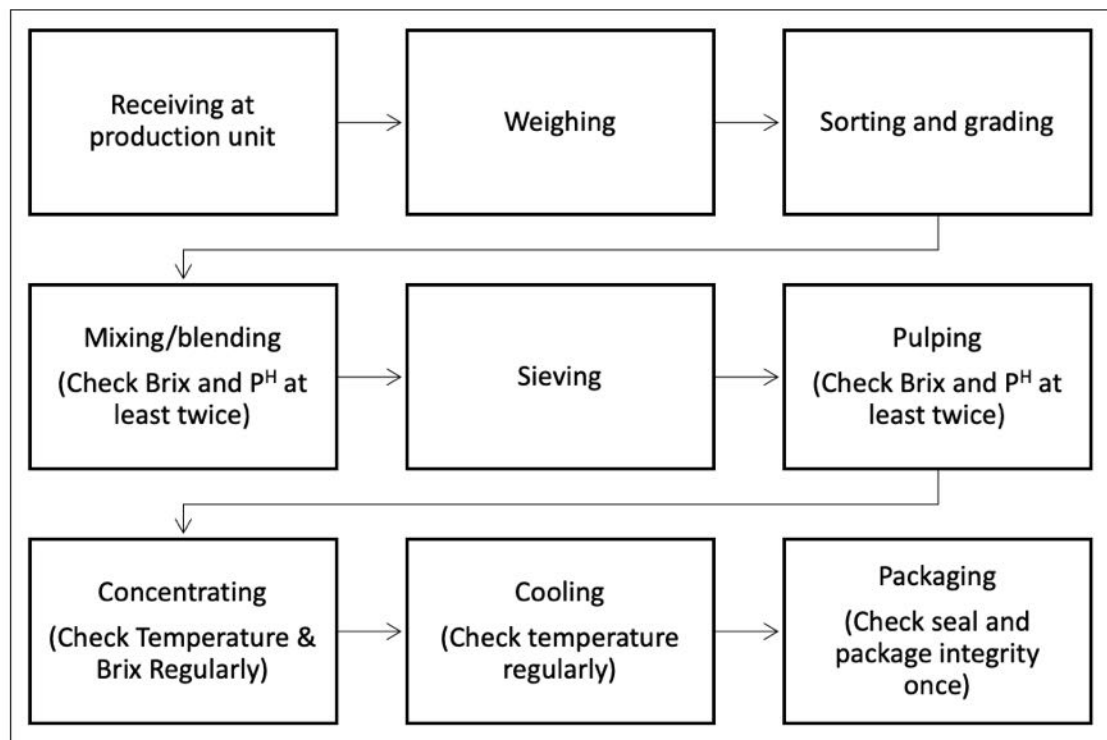 Receiving at
production unit
Weighing
Sorting and grading
Mixing/blending
(Check Brix and Pᴴ at
least twice)
Sieving
Pulping
(Check Brix and Pᴴ at
least twice)
Concentrating
(Check Temperature &
Brix Regularly)
Cooling
(Check temperature
regularly)
Packaging
(Check seal and
package integrity
once)